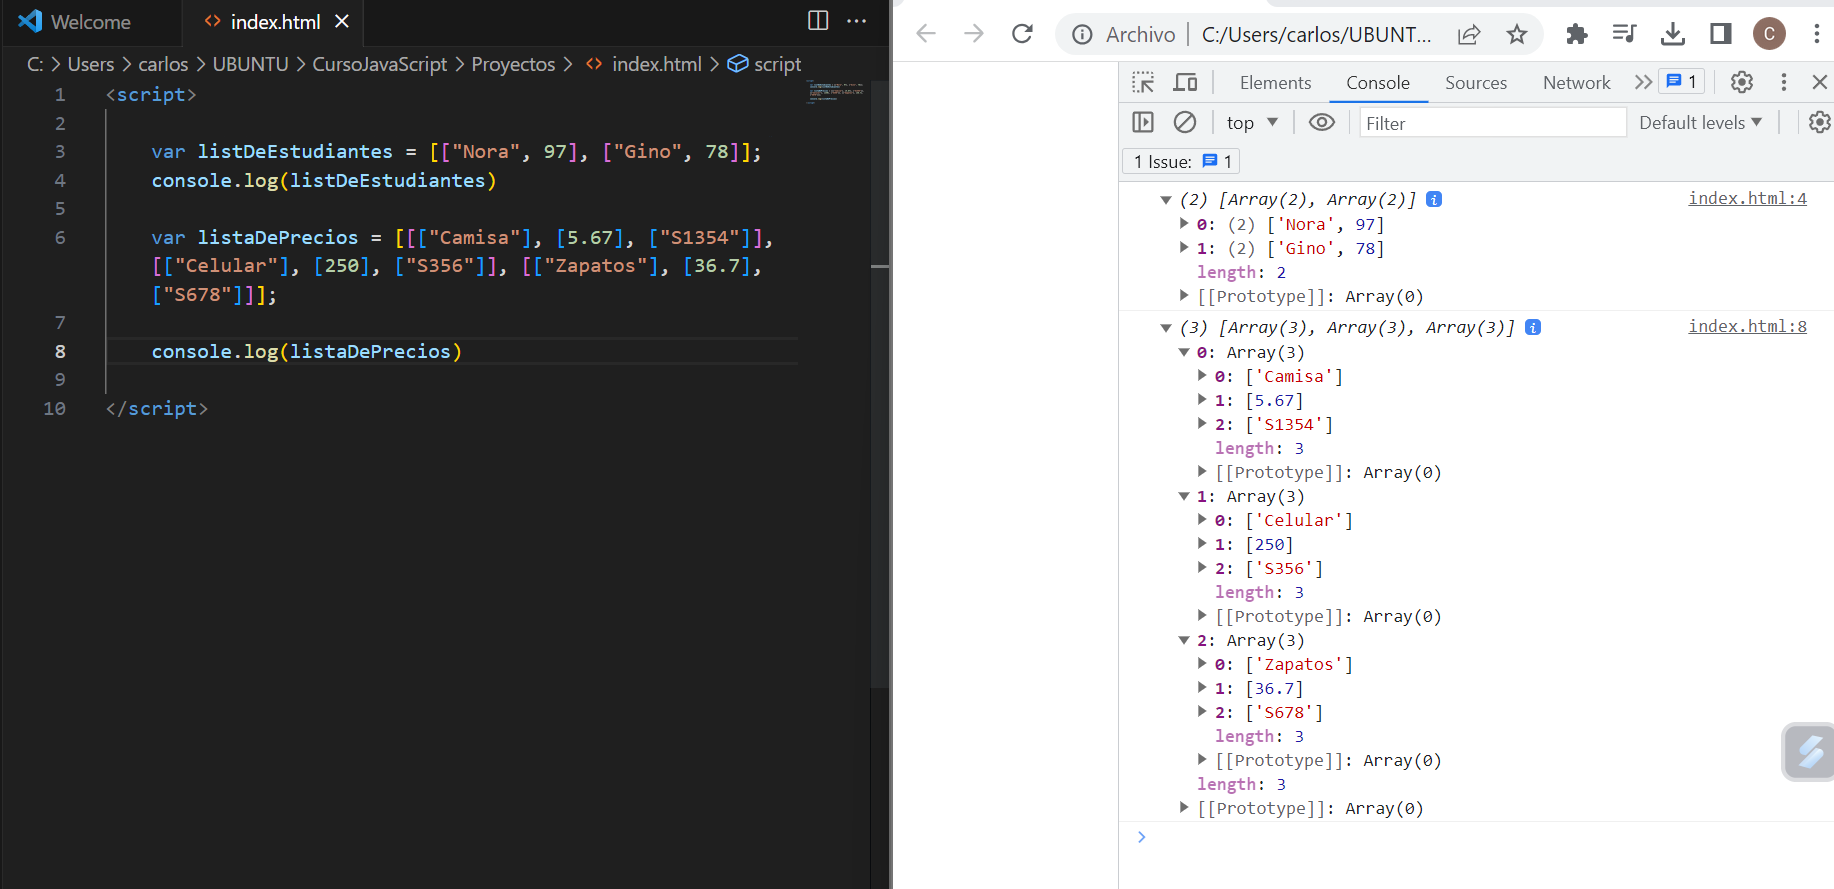 Welcome
index.html
C: > Users > carlos > UBUNTU > CursoJavaScript > Proyectos > <> index.html > script
1 <script>
2
3 var listDeEstudiantes = [["Nora", 97], ["Gino", 78]];
4 console.log(listDeEstudiantes)
5
6 var listaDePrecios = [[["Camisa"], [5.67], ["S1354"]],
[["Celular"], [250], ["S356"]], [["Zapatos"], [36.7],
["S678"]]];
7
8 console.log(listaDePrecios)
9
10 </script>
Archivo | C:/Users/carlos/UBUNT...
C
Elements Console Sources Network 1
top Filter Default levels
1 Issue: 1
(2) [Array(2), Array(2)] index.html:4
0: (2) ['Nora', 97]
1: (2) ['Gino', 78]
length: 2
[[Prototype]]: Array(0)
(3) [Array(3), Array(3), Array(3)] index.html:8
0: Array(3)
0: ['Camisa']
1: [5.67]
2: ['S1354']
length: 3
[[Prototype]]: Array(0)
1: Array(3)
0: ['Celular']
1: [250]
2: ['S356']
length: 3
[[Prototype]]: Array(0)
2: Array(3)
0: ['Zapatos']
1: [36.7]
2: ['S678']
length: 3
[[Prototype]]: Array(0)
length: 3
[[Prototype]]: Array(0)